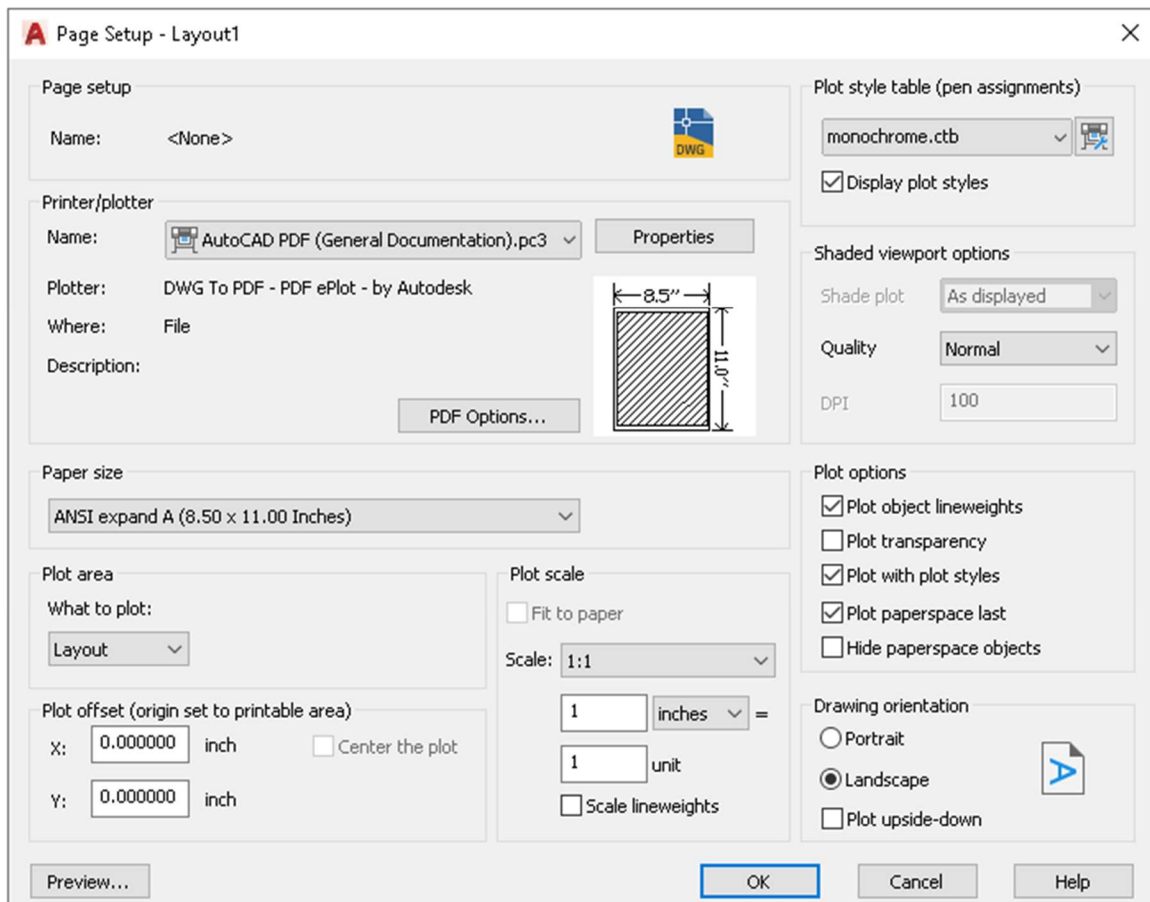 Page Setup - Layout1
Page setup
Name: <None>
DWG
Printer/plotter
Name: AutoCAD PDF (General Documentation).pc3 Properties
Plotter: DWG To PDF - PDF ePlot - by Autodesk
Where: File
Description:
PDF Options...
8.5″
11.0″
Paper size
ANSI expand A (8.50 x 11.00 Inches)
Plot area
What to plot:
Layout
Plot offset (origin set to printable area)
X: 0.000000 inch Center the plot
Y: 0.000000 inch
Plot scale
Fit to paper
Scale: 1:1
1 inches =
1 unit
Scale lineweights
Plot style table (pen assignments)
monochrome.ctb
Display plot styles
Shaded viewport options
Shade plot As displayed
Quality Normal
DPI 100
Plot options
Plot object lineweights
Plot transparency
Plot with plot styles
Plot paperspace last
Hide paperspace objects
Drawing orientation
Portrait
Landscape
Plot upside-down
A
Preview... OK Cancel Help